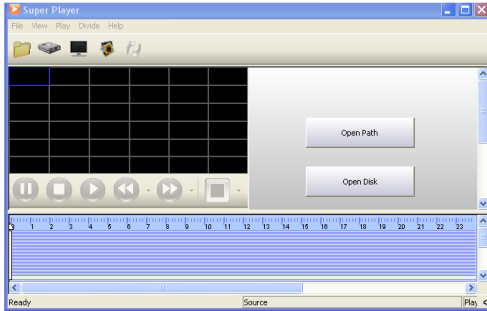 Super Player
File View Play Divide Help
Open Path
Open Disk
0 1 2 3 4 5 6 7 8 9 10 11 12 13 14 15 16 17 18 19 20 21 22 23
Ready Source Play